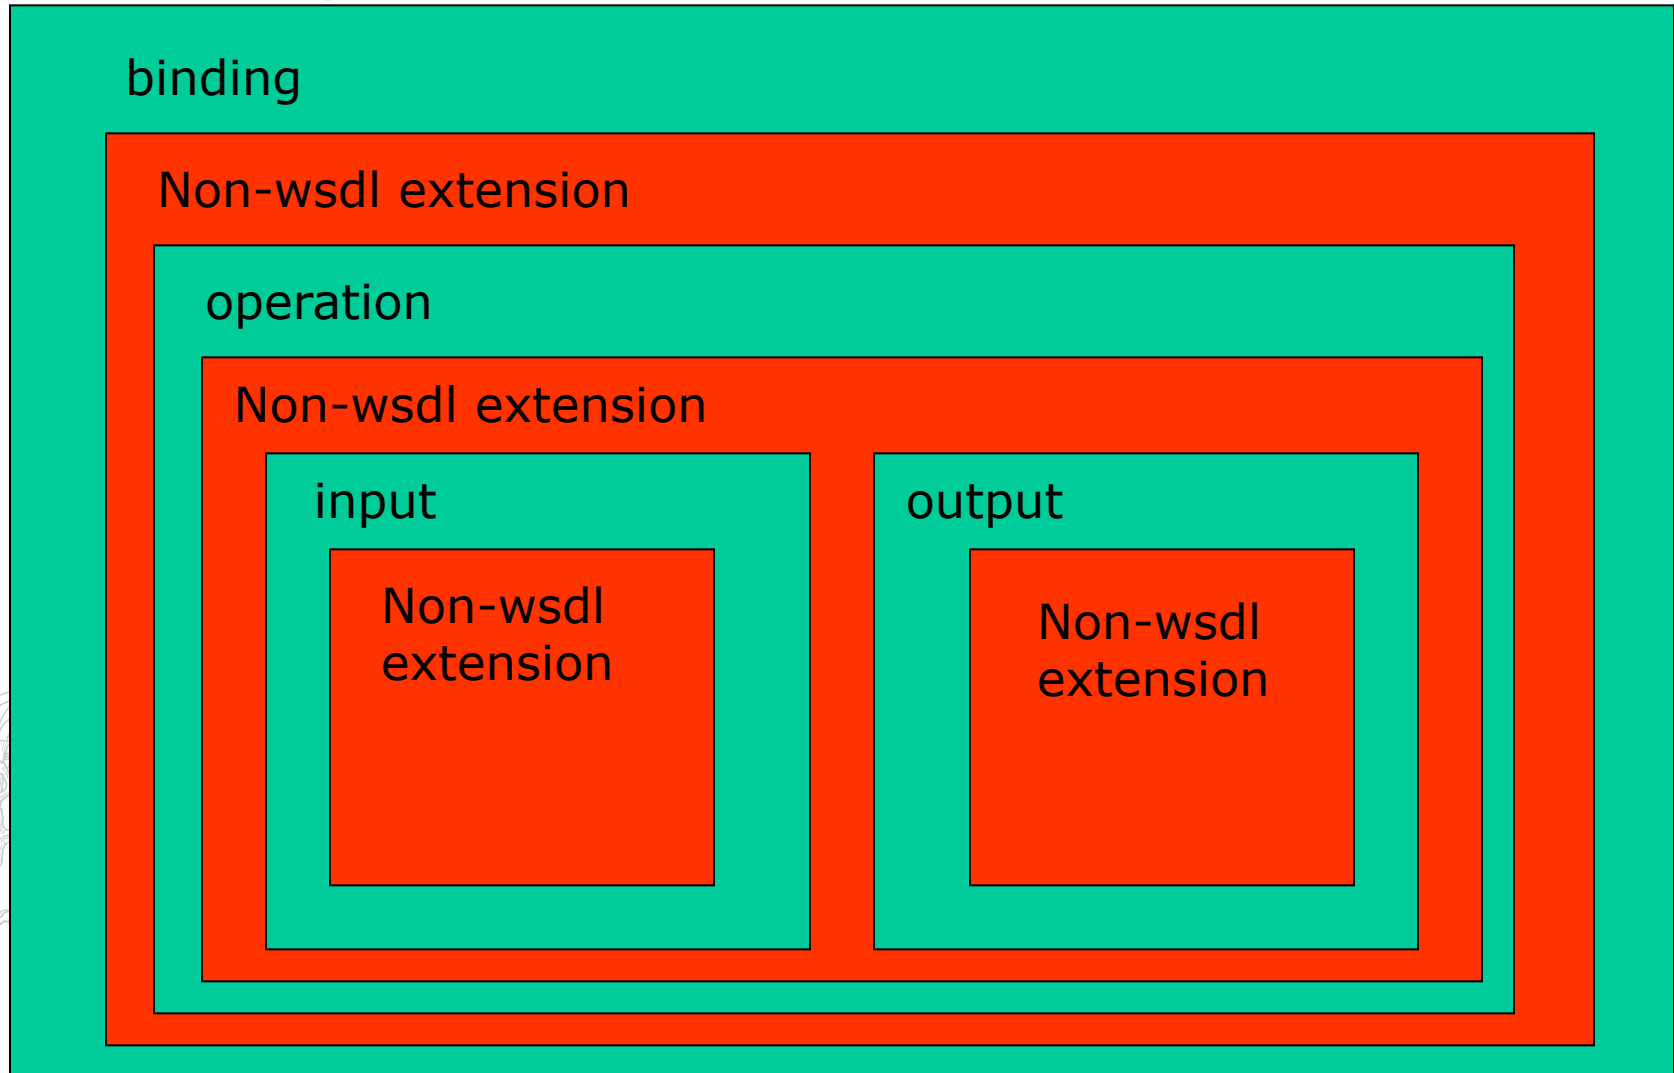 binding
Non-wsdl extension
operation
Non-wsdl extension
input
output
Non-wsdl
extension
Non-wsdl
extension